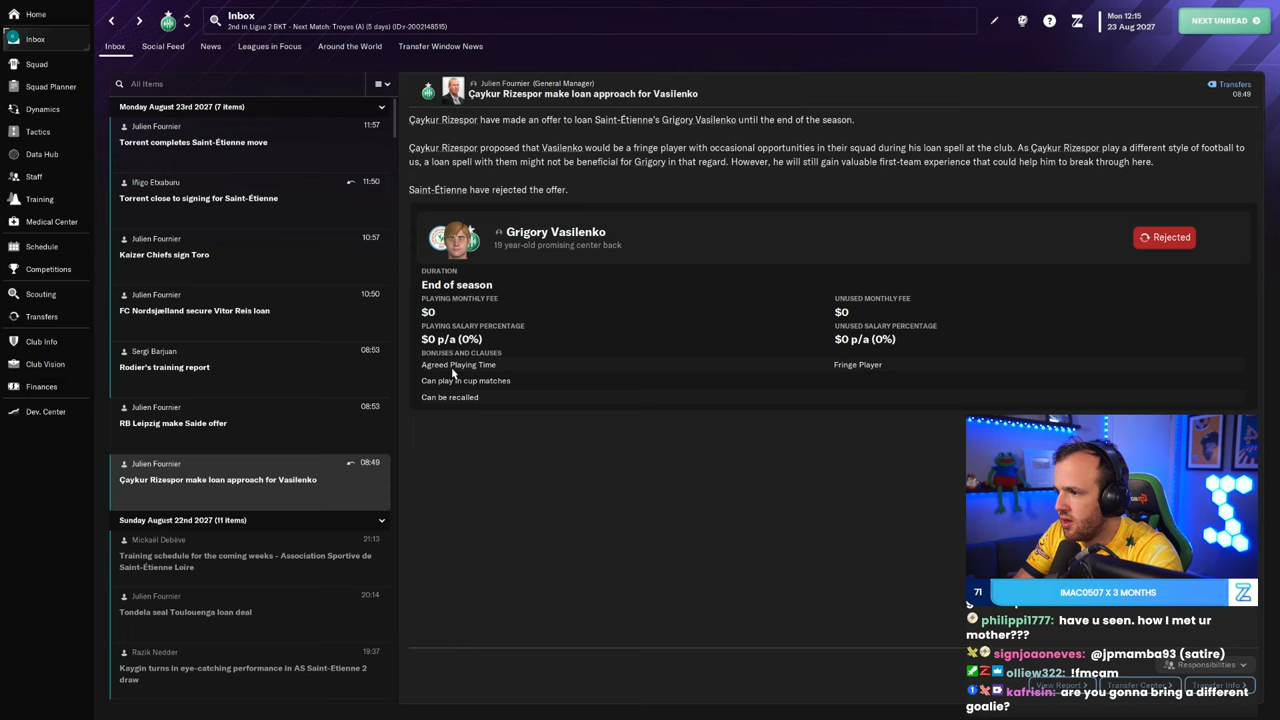 Home
Inbox
Squad
Squad Planner
Dynamics
Tactics
Data Hub
Staff
Training
Medical Center
Schedule
Competitions
Scouting
Transfers
Club Info
Club Vision
Finances
Dev. Center
Inbox
2nd in Ligue 2 BKT - Next Match: Troyes (A) (5 days) (ID:r-2002148515)
Mon 12:15
23 Aug 2027
NEXT UNREAD
Inbox
Social Feed
News
Leagues in Focus
Around the World
Transfer Window News
All Items
Monday August 23rd 2027 (7 items)
Julien Fournier
11:57
Torrent completes Saint-Étienne move
Iñigo Etxaburu
11:50
Torrent close to signing for Saint-Étienne
Julien Fournier
10:57
Kaizer Chiefs sign Toro
Julien Fournier
10:50
FC Nordsjælland secure Vitor Reis loan
Sergi Barjuan
08:53
Rodier's training report
Julien Fournier
08:53
RB Leipzig make Saide offer
Julien Fournier
08:49
Çaykur Rizespor make loan approach for Vasilenko
Sunday August 22nd 2027 (11 items)
Mickaël Debève
21:13
Training schedule for the coming weeks - Association Sportive de
Saint-Étienne Loire
Julien Fournier
20:14
Tondela seal Toulouenga loan deal
Razik Nedder
19:37
Kaygin turns in eye-catching performance in AS Saint-Etienne 2
draw
Julien Fournier (General Manager)
Çaykur Rizespor make loan approach for Vasilenko
Transfers
08:49
Çaykur Rizespor have made an offer to loan Saint-Étienne's Grigory Vasilenko until the end of the season.
Çaykur Rizespor proposed that Vasilenko would be a fringe player with occasional opportunities in their squad during his loan spell at the club. As Çaykur Rizespor play a different style of football to
us, a loan spell with them might not be beneficial for Grigory in that regard. However, he will still gain valuable first-team experience that could help him to break through here.
Saint-Étienne have rejected the offer.
Grigory Vasilenko
19 year-old promising center back
Rejected
DURATION
End of season
PLAYING MONTHLY FEE
UNUSED MONTHLY FEE
$0
$0
PLAYING SALARY PERCENTAGE
UNUSED SALARY PERCENTAGE
$0 p/a (0%)
$0 p/a (0%)
BONUSES AND CLAUSES
Agreed Playing Time
Fringe Player
Can play in cup matches
Can be recalled
71
IMAC0507 X 3 MONTHS
philippi1777: have u seen. how I met ur
mother???
signjoaoneves: @jpmamba93 (satire)
Responsibilities
olliew322: !fmcam
View Report
Transfer Center
Transfer Info
kafrisin: are you gonna bring a different
goalie?